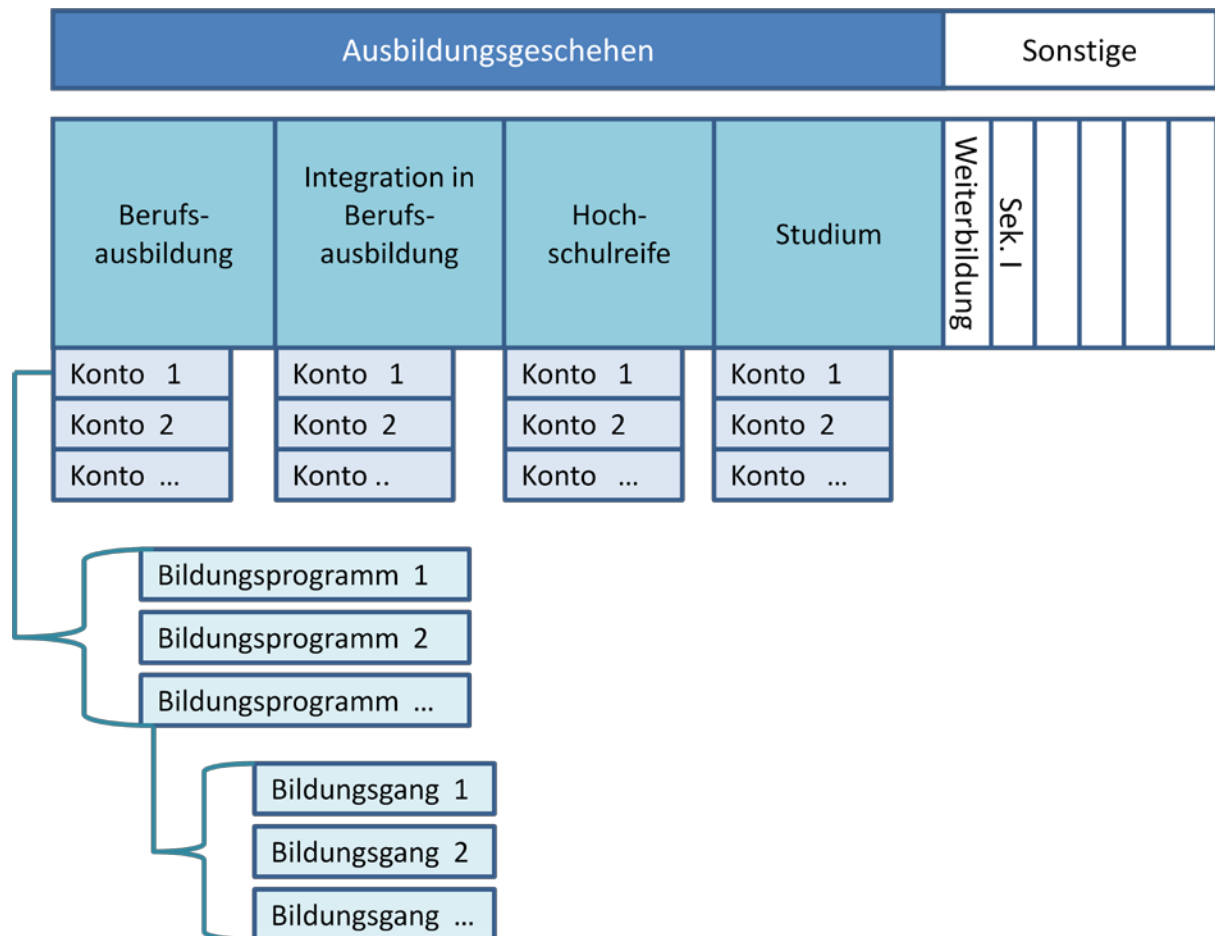 Ausbildungsgeschehen
Sonstige
Berufs-
ausbildung
Integration in
Berufs-
ausbildung
Hoch-
schulreife
Studium
Weiterbildung
Sek. I
Konto 1
Konto 1
Konto 1
Konto 1
Konto 2
Konto 2
Konto 2
Konto 2
Konto ...
Konto ..
Konto ...
Konto ...
Bildungsprogramm 1
Bildungsprogramm 2
Bildungsprogramm ...
Bildungsgang 1
Bildungsgang 2
Bildungsgang ...